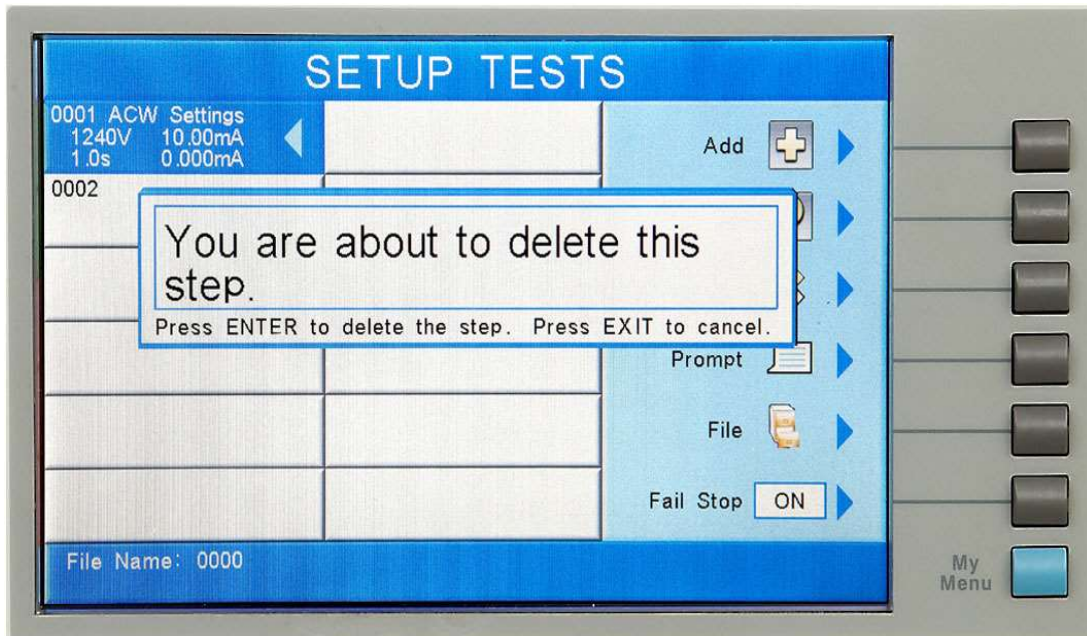 SETUP TESTS
0001 ACW Settings
1240V 10.00mA
1.0s 0.000mA
0002
You are about to delete this
step.
Press ENTER to delete the step. Press EXIT to cancel.
Add
Prompt
File
Fail Stop ON
File Name: 0000
My
Menu